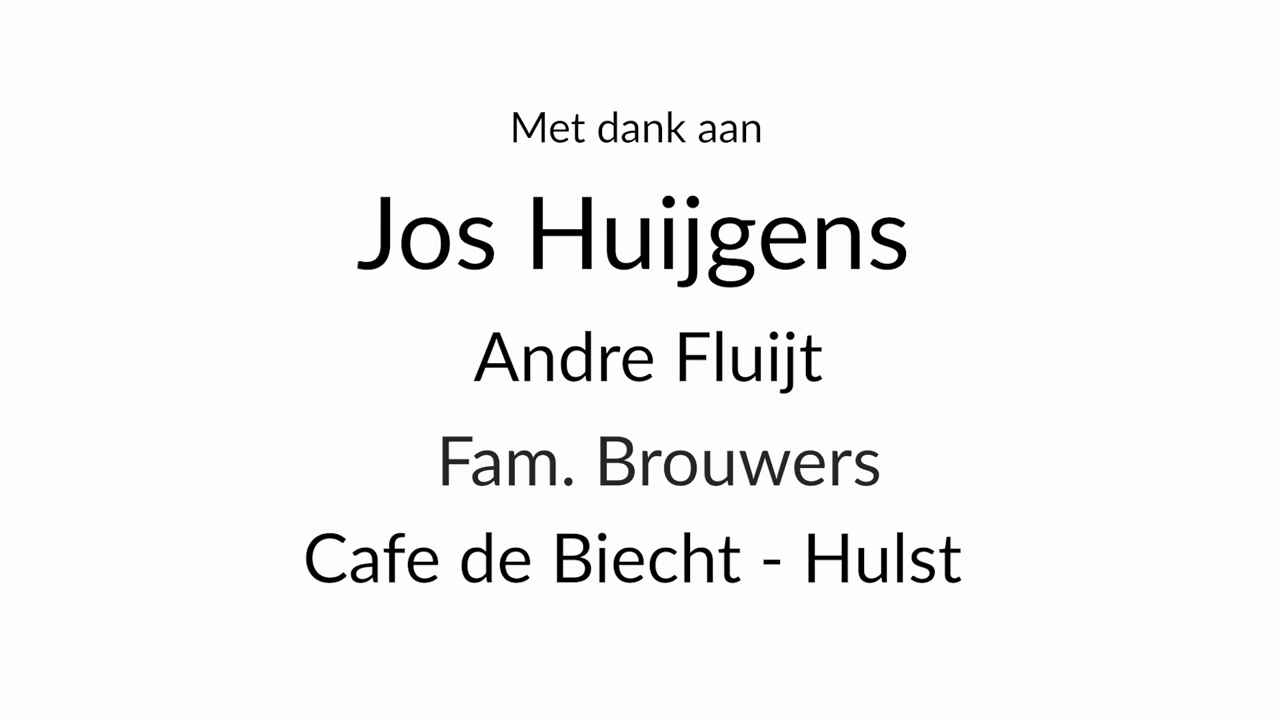 Met dank aan
Jos Huijgens
Andre Fluijt
Fam. Brouwers
Cafe de Biecht - Hulst